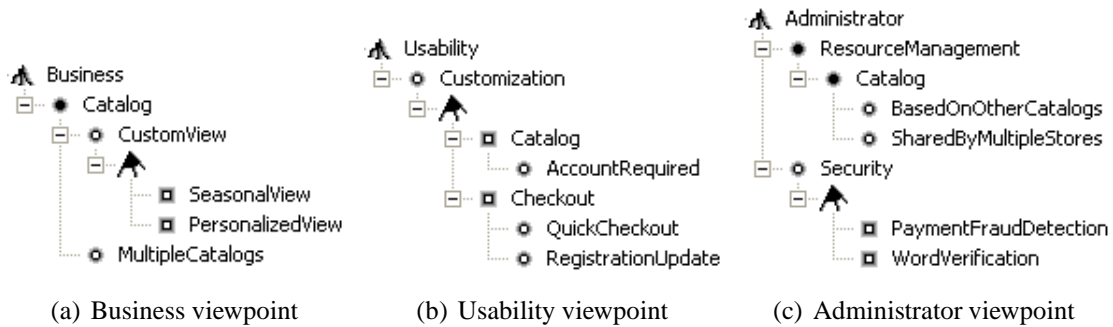 Business
Catalog
CustomView
SeasonalView
PersonalizedView
MultipleCatalogs
(a) Business viewpoint
Usability
Customization
Catalog
AccountRequired
Checkout
QuickCheckout
RegistrationUpdate
(b) Usability viewpoint
Administrator
ResourceManagement
Catalog
BasedOnOtherCatalogs
SharedByMultipleStores
Security
PaymentFraudDetection
WordVerification
(c) Administrator viewpoint